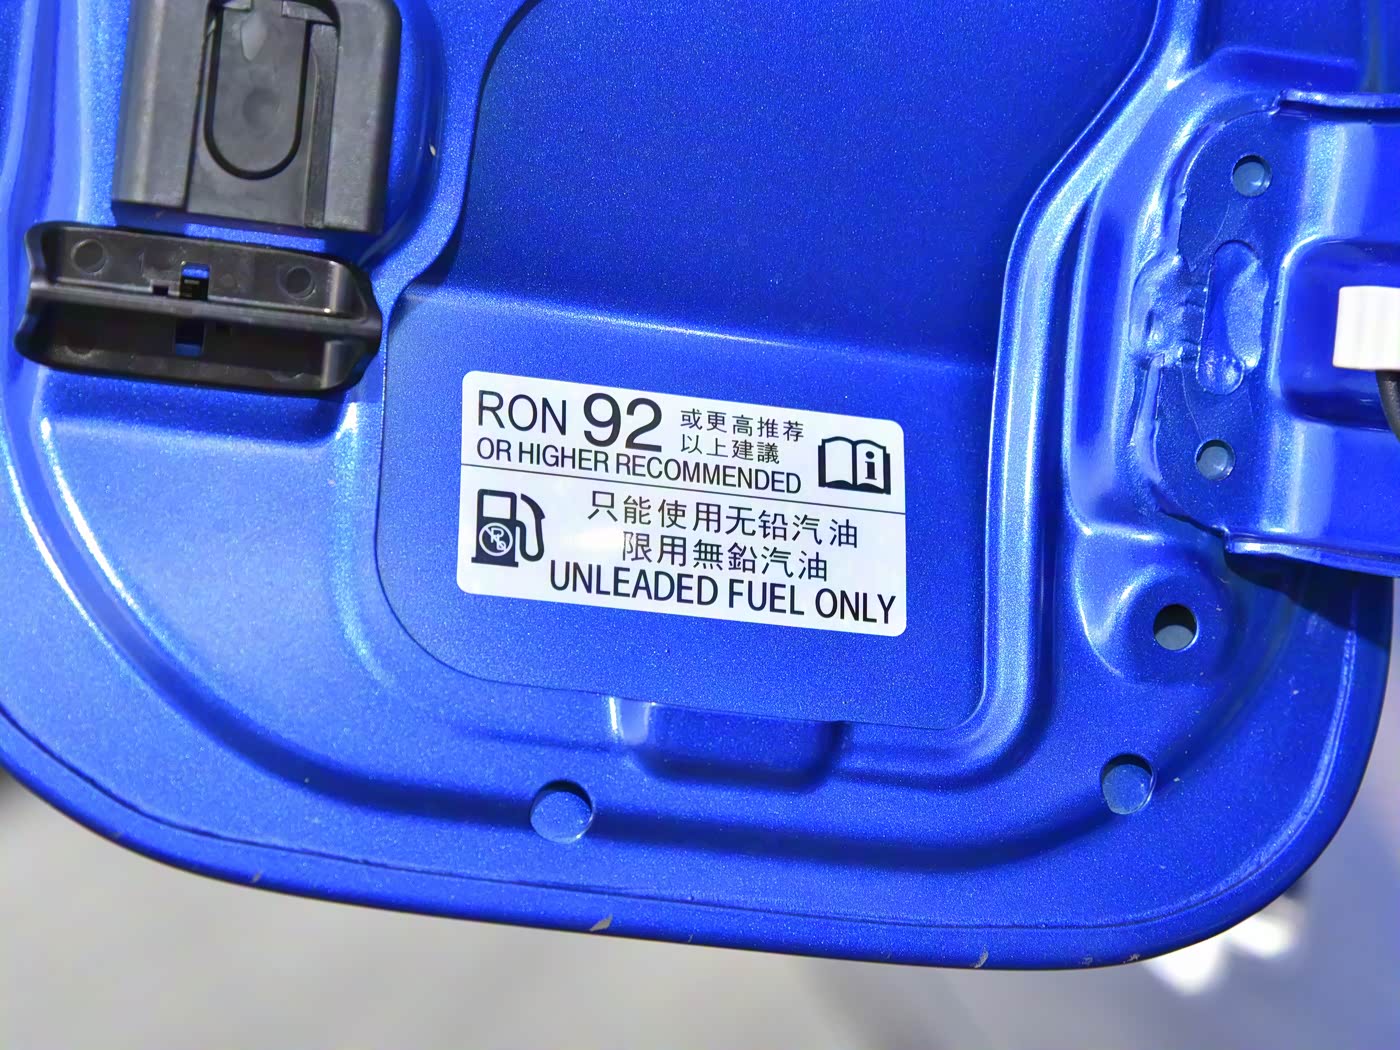 RON 92 或更高推荐
以上建議
OR HIGHER RECOMMENDED
只能使用无铅汽油
限用無鉛汽油
UNLEADED FUEL ONLY